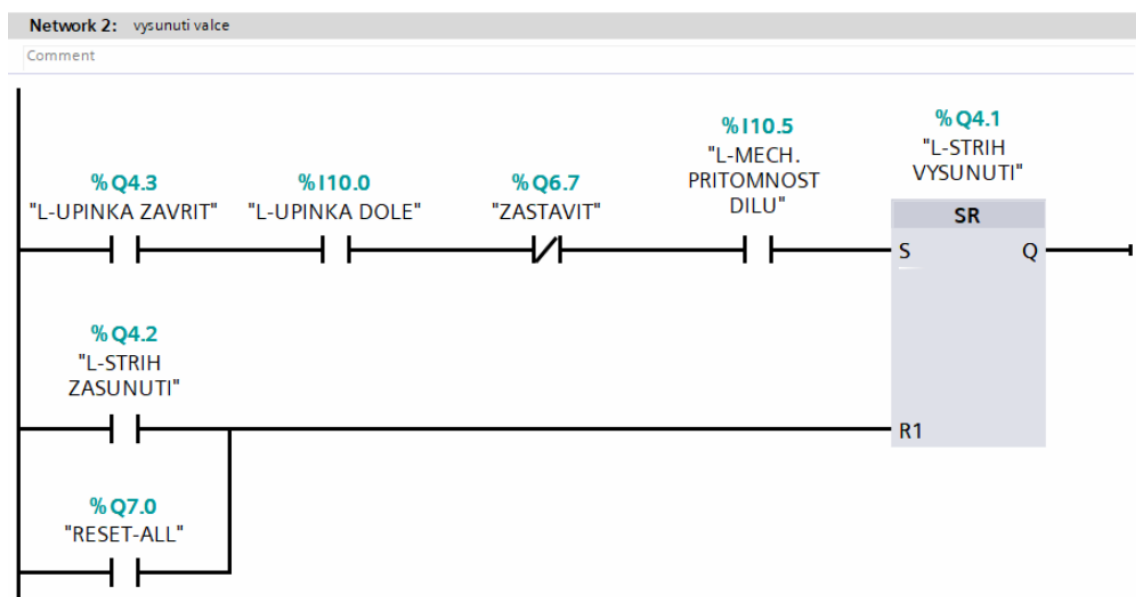 Network 2: vysunuti valce
Comment
%Q4.3
"L-UPINKA ZAVRIT"
%I10.0
"L-UPINKA DOLE"
%Q6.7
"ZASTAVIT"
%I10.5
"L-MECH.
PRITOMNOST
DILU"
%Q4.1
"L-STRIH
VYSUNUTI"
SR
S Q
%Q4.2
"L-STRIH
ZASUNUTI"
R1
%Q7.0
"RESET-ALL"